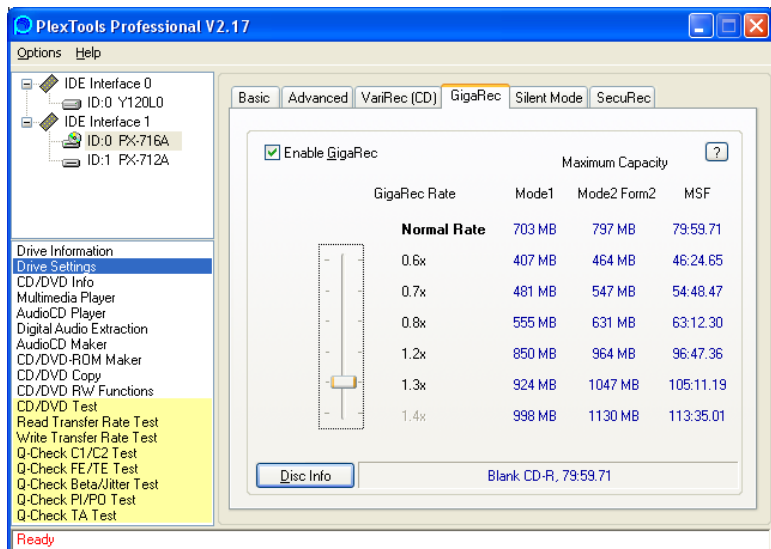 PlexTools Professional V2.17
Options Help
IDE Interface 0
ID:0 Y120L0
IDE Interface 1
ID:0 PX-716A
ID:1 PX-712A
Drive Information
Drive Settings
CD/DVD Info
Multimedia Player
AudioCD Player
Digital Audio Extraction
AudioCD Maker
CD/DVD-ROM Maker
CD/DVD Copy
CD/DVD RW Functions
CD/DVD Test
Read Transfer Rate Test
Write Transfer Rate Test
Q-Check C1/C2 Test
Q-Check FE/TE Test
Q-Check Beta/Jitter Test
Q-Check PI/PO Test
Q-Check TA Test
Basic Advanced VariRec (CD) GigaRec Silent Mode SecuRec
Enable GigaRec
?
Maximum Capacity
GigaRec Rate Mode1 Mode2 Form2 MSF
Normal Rate 703 MB 797 MB 79:59.71
0.6x 407 MB 464 MB 46:24.65
0.7x 481 MB 547 MB 54:48.47
0.8x 555 MB 631 MB 63:12.30
1.2x 850 MB 964 MB 96:47.36
1.3x 924 MB 1047 MB 105:11.19
1.4x 998 MB 1130 MB 113:35.01
Disc Info Blank CD-R, 79:59.71
Ready